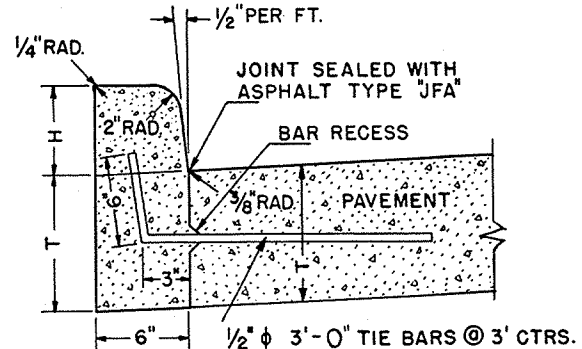 1/2" PER FT.
1/4" RAD.
JOINT SEALED WITH
ASPHALT TYPE "JFA"
2" RAD.
BAR RECESS
H
3/8" RAD.
PAVEMENT
6"
T
T
3"
6"
1/2" ϕ 3'-0" TIE BARS @ 3' CTRS.